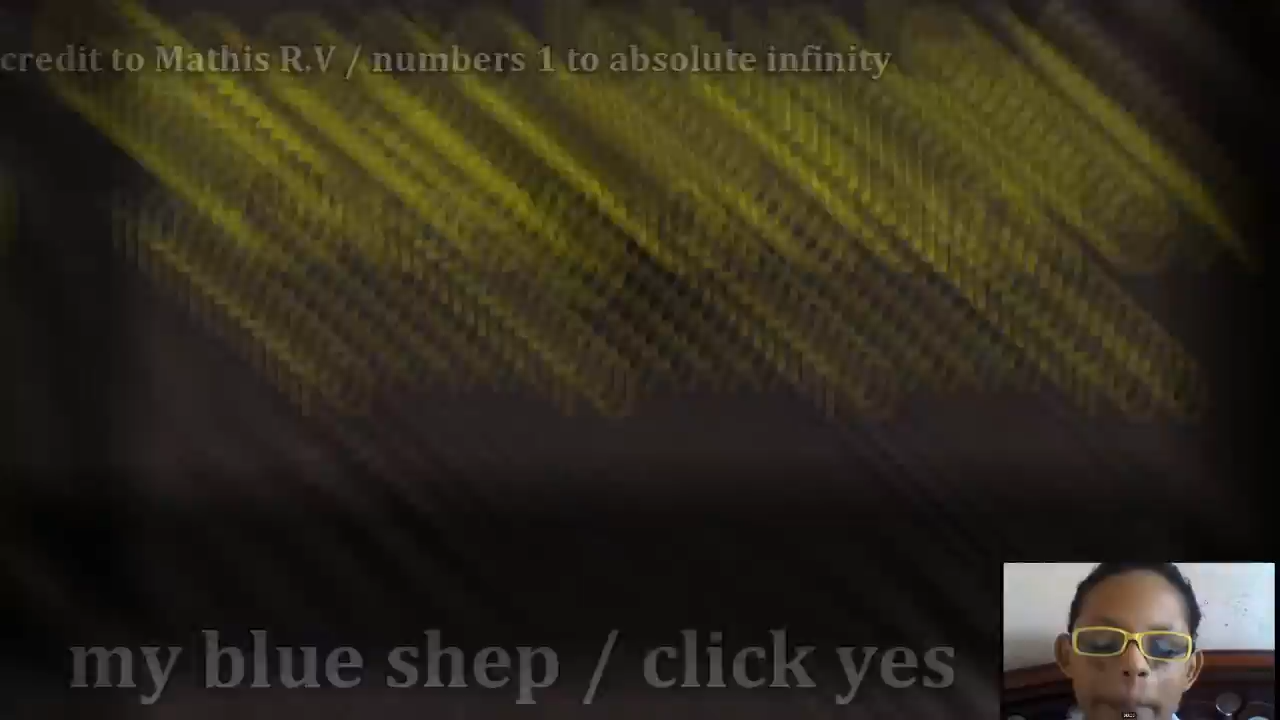 credit to Mathis R.V / numbers 1 to absolute infinity
my blue shep / click yes